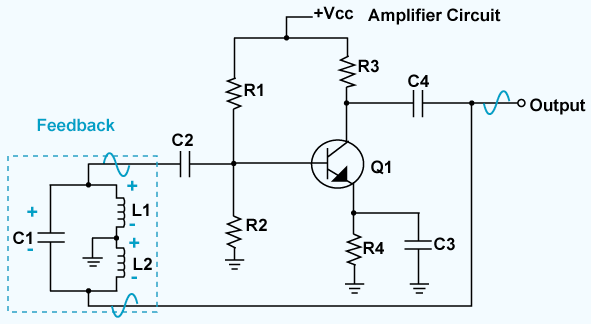 +Vcc Amplifier Circuit
R3
C4
R1
Output
Feedback
C2
Q1
+
+ L1
R2
C1
-
+
R4
C3
-
L2
-